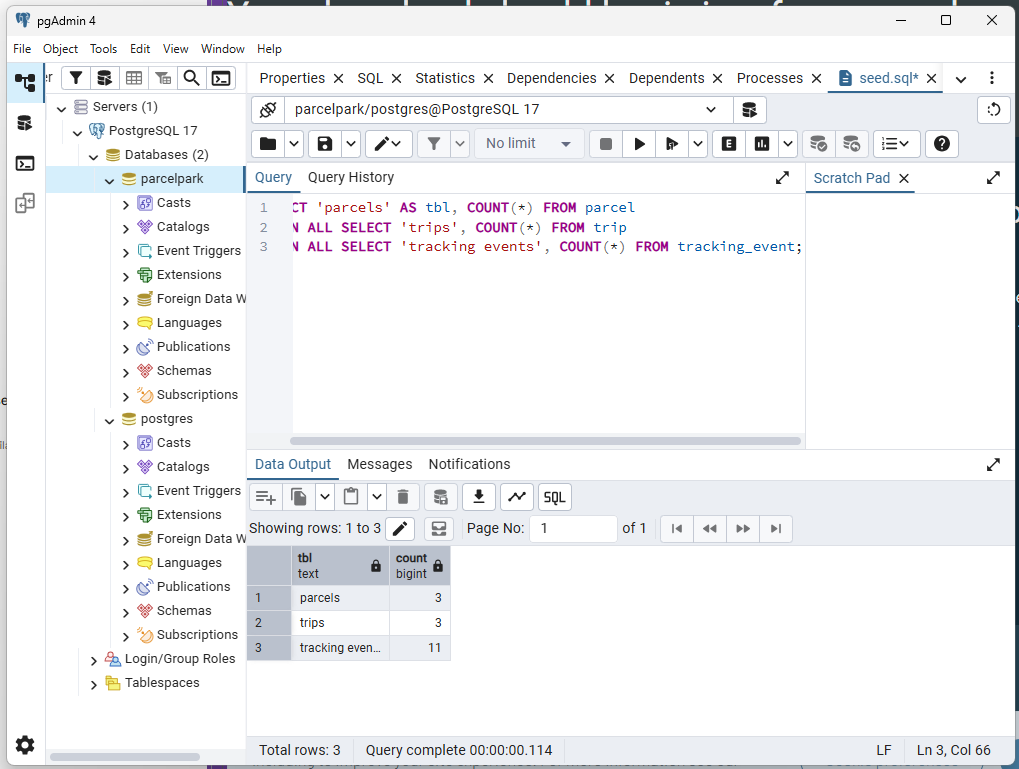 pgAdmin 4
File Object Tools Edit View Window Help
er
Properties SQL Statistics Dependencies Dependents Processes seed.sql*
Servers (1)
PostgreSQL 17
Databases (2)
parcelpark
Casts
Catalogs
Event Triggers
Extensions
Foreign Data W
Languages
Publications
Schemas
Subscriptions
postgres
Casts
Catalogs
Event Triggers
Extensions
Foreign Data W
Languages
Publications
Schemas
Subscriptions
Login/Group Roles
Tablespaces
parcelpark/postgres@PostgreSQL 17
No limit E
Query Query History Scratch Pad
1 CT 'parcels' AS tbl, COUNT(*) FROM parcel
2 N ALL SELECT 'trips', COUNT(*) FROM trip
3 N ALL SELECT 'tracking events', COUNT(*) FROM tracking_event;
Data Output Messages Notifications
SQL
Showing rows: 1 to 3 Page No: 1 of 1
tbl count
text bigint
1 parcels 3
2 trips 3
3 tracking even... 11
Total rows: 3 Query complete 00:00:00.114 LF Ln 3, Col 66